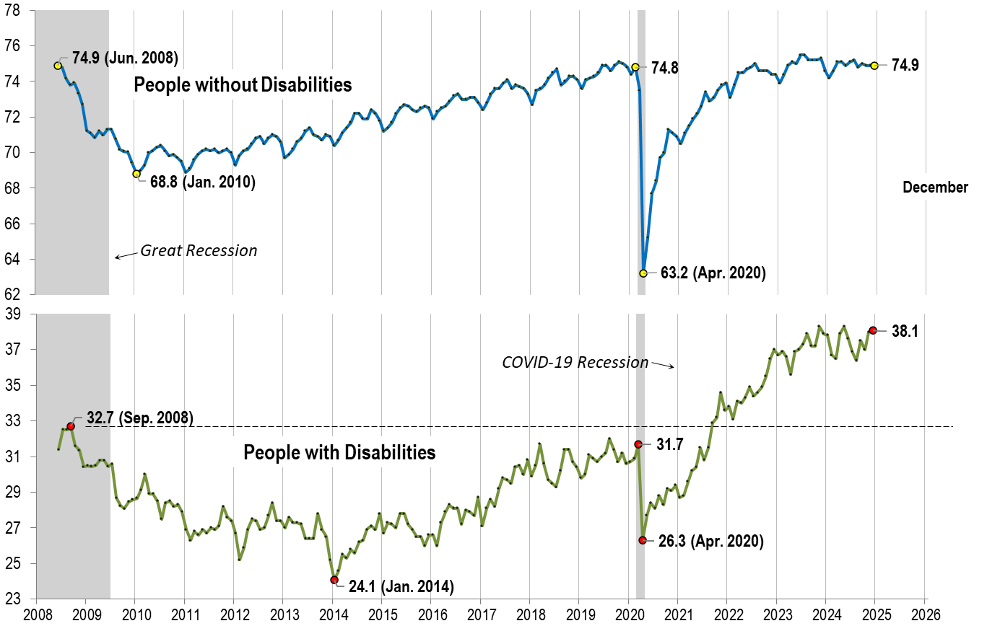 78
76
74
72
70
68
66
64
62
74.9 (Jun. 2008)
People without Disabilities
74.8
74.9
68.8 (Jan. 2010)
December
Great Recession
63.2 (Apr. 2020)
39
37
35
33
31
29
27
25
23
38.1
COVID-19 Recession
32.7 (Sep. 2008)
31.7
People with Disabilities
26.3 (Apr. 2020)
24.1 (Jan. 2014)
2008 2009 2010 2011 2012 2013 2014 2015 2016 2017 2018 2019 2020 2021 2022 2023 2024 2025 2026